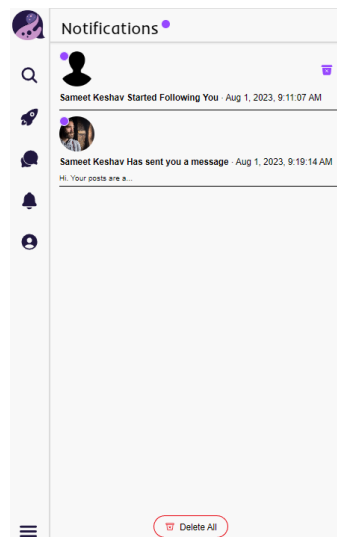 Notifications
Sameet Keshav Started Following You · Aug 1, 2023, 9:11:07 AM
Sameet Keshav Has sent you a message · Aug 1, 2023, 9:19:14 AM
Hi. Your posts are a...
Delete All